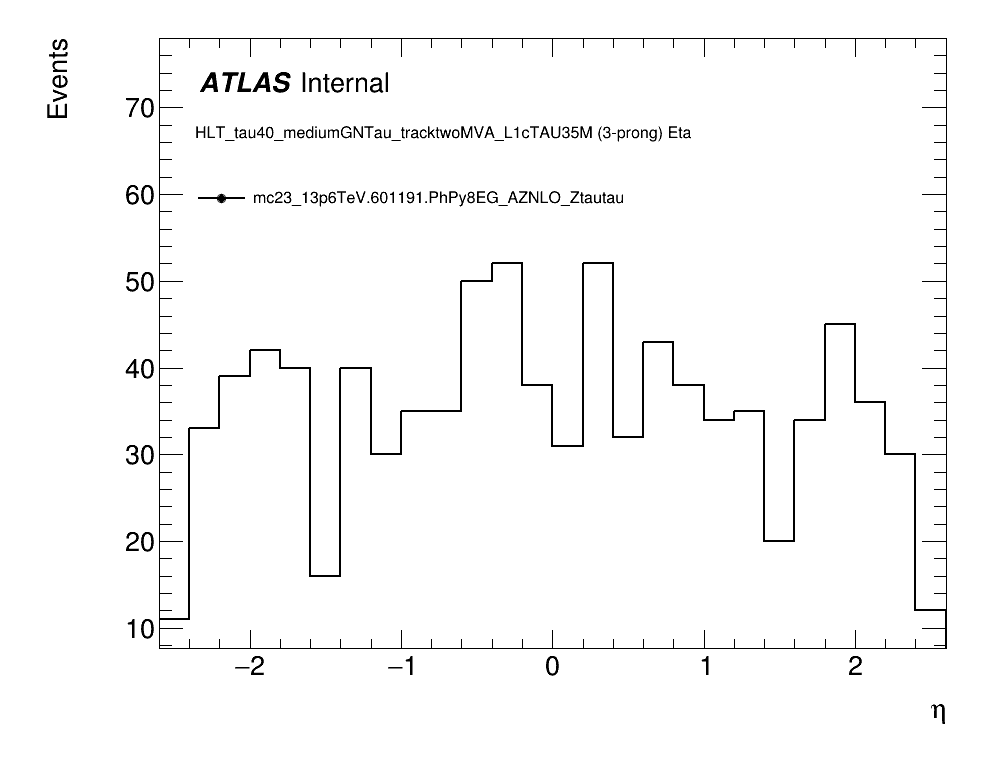 Events
ATLAS Internal
HLT_tau40_mediumGNTau_tracktwoMVA_L1cTAU35M (3-prong) Eta
mc23_13p6TeV.601191.PhPy8EG_AZNLO_Ztautau
70
60
50
40
30
20
10
−2 −1 0 1 2
η